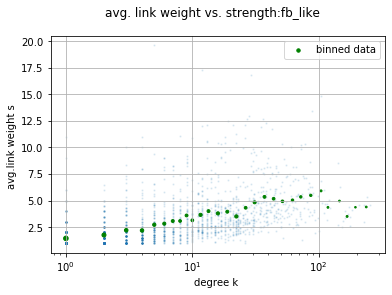 avg. link weight vs. strength:fb_like
20.0
binned data
17.5
15.0
12.5
10.0
7.5
5.0
2.5
avg.link weight s
10⁰
10¹
10²
degree k